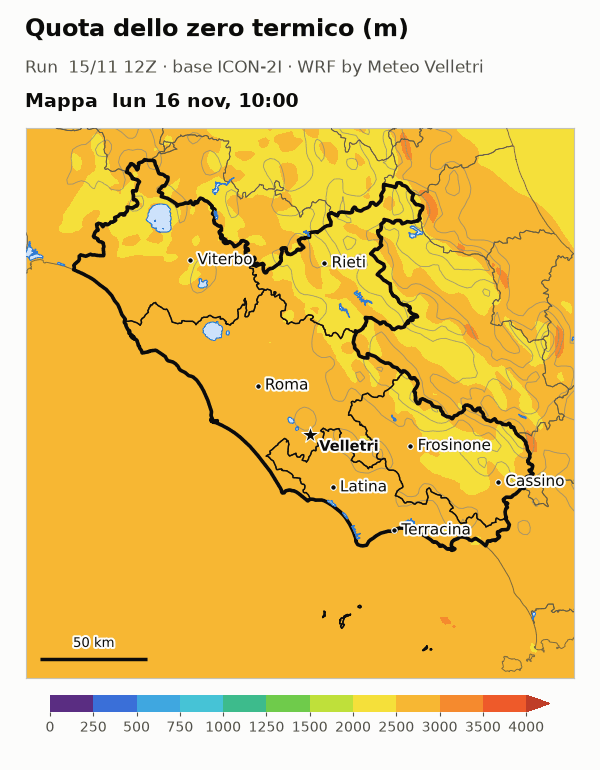 Quota dello zero termico (m)
Run  15/11 12Z · base ICON-2I · WRF by Meteo Velletri
Mappa  lun 16 nov, 10:00
Viterbo
Rieti
Roma
Velletri
Frosinone
Cassino
Latina
Terracina
50 km
0 250 500 750 1000 1250 1500 2000 2500 3000 3500 4000